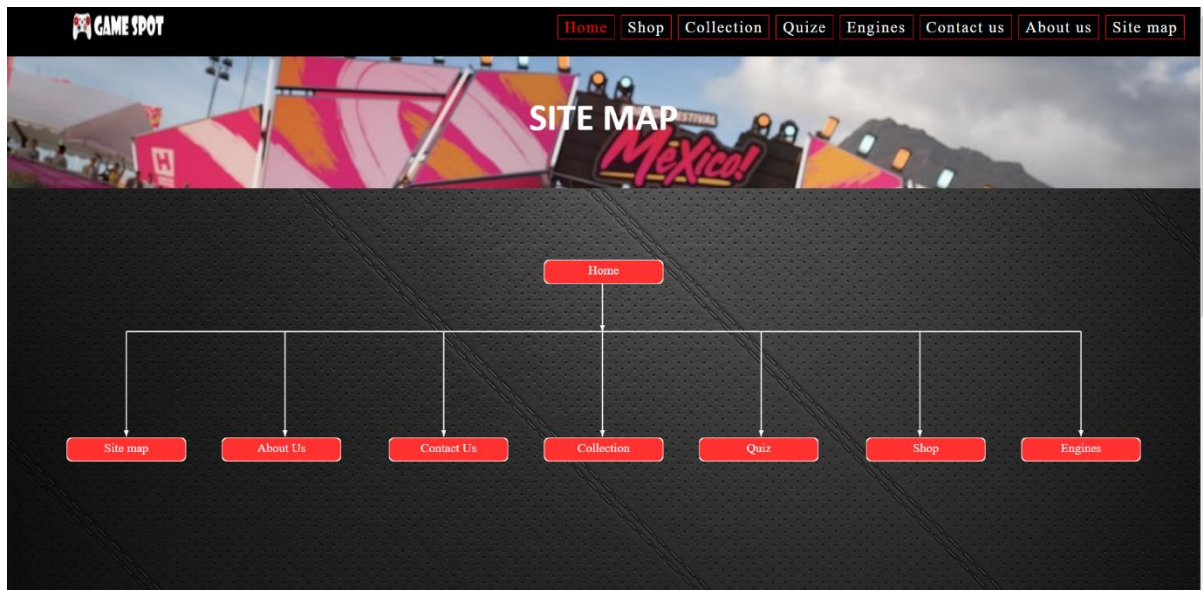 GAME SPOT
Home Shop Collection Quize Engines Contact us About us Site map
SITE MAP
FESTIVAL
MeXico!
H
Home
Site map About Us Contact Us Collection Quiz Shop Engines